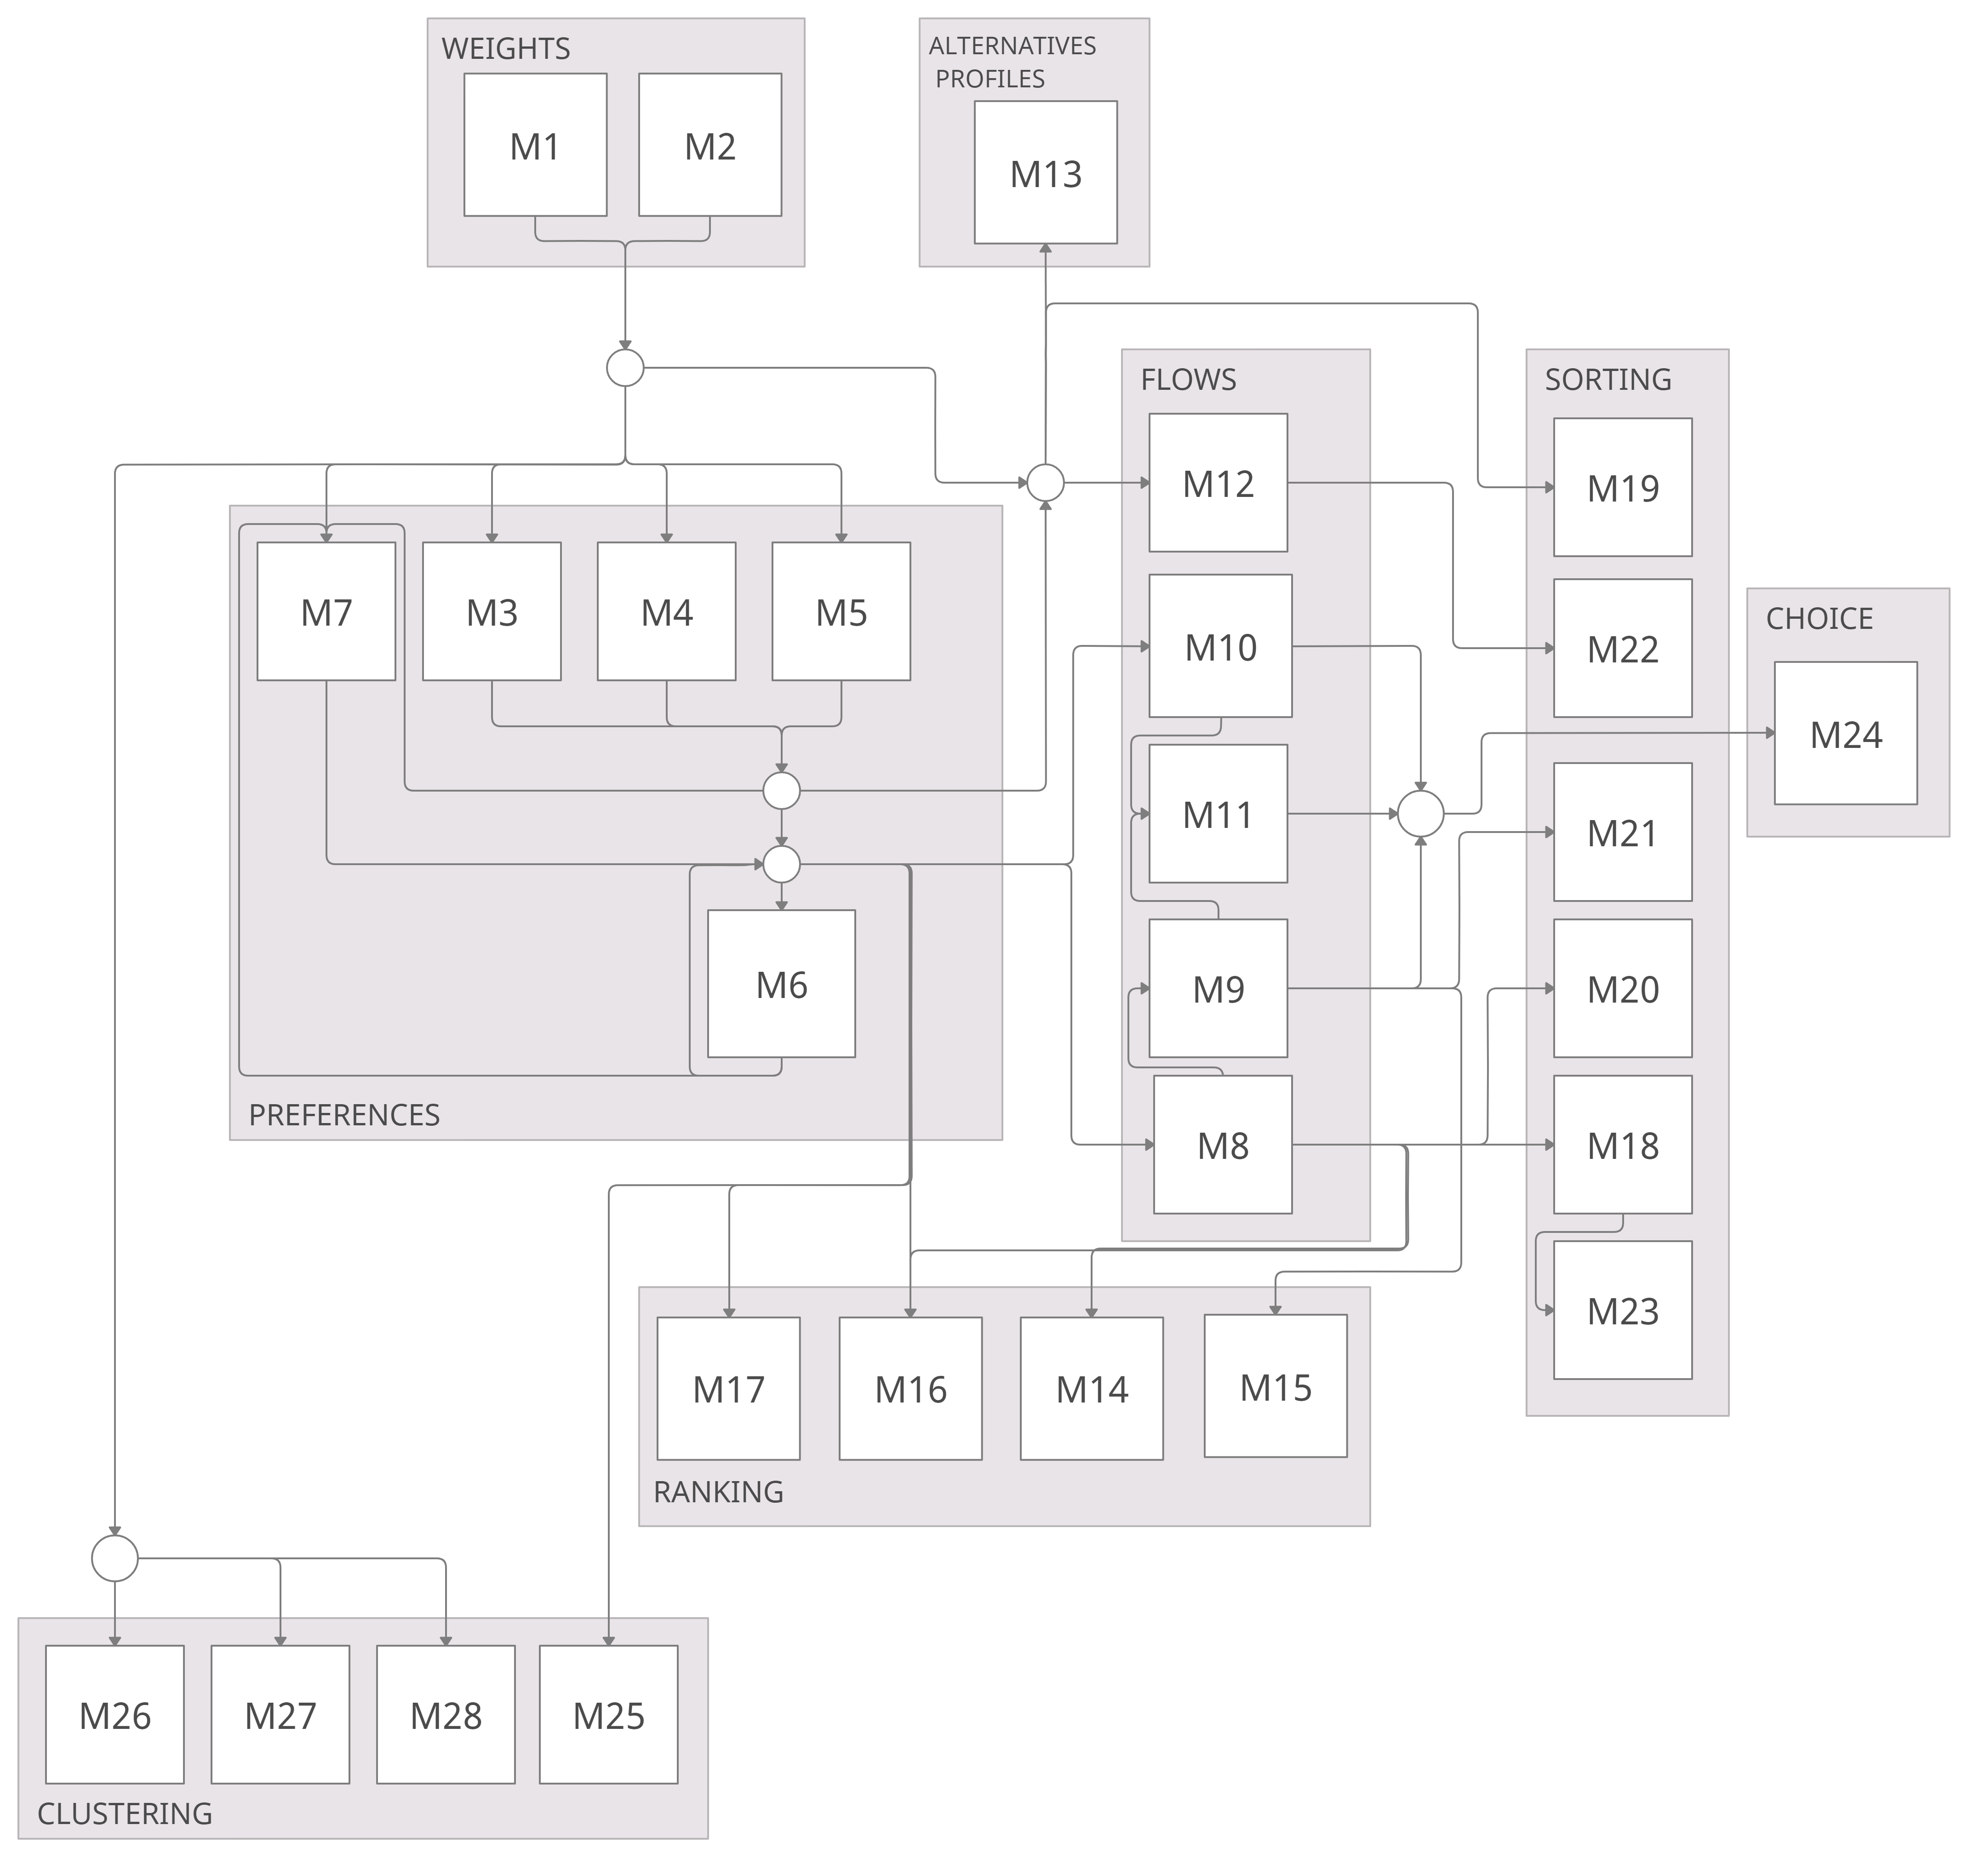 WEIGHTS
M1
M2
ALTERNATIVES
PROFILES
M13
FLOWS
M12
M10
M11
M9
M8
SORTING
M19
M22
M21
M20
M18
M23
CHOICE
M24
M7
M3
M4
M5
M6
PREFERENCES
M17
M16
M14
M15
RANKING
M26
M27
M28
M25
CLUSTERING